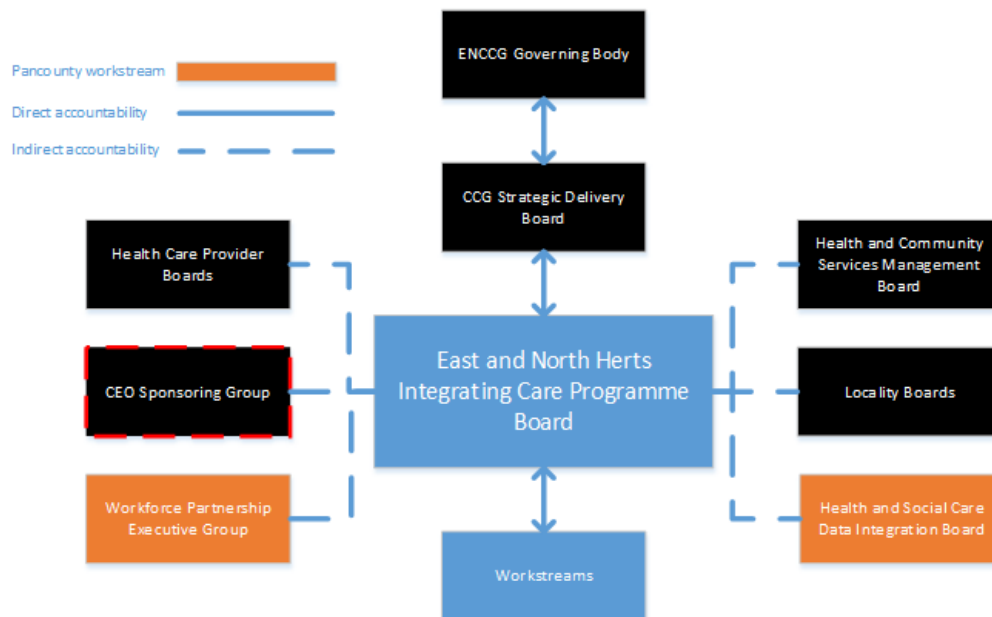 Pancounty workstream
Direct accountability
Indirect accountability
ENCCG Governing Body
CCG Strategic Delivery
Board
Health Care Provider
Boards
Health and Community
Services Management
Board
East and North Herts
Integrating Care Programme
Board
CEO Sponsoring Group
Locality Boards
Workforce Partnership
Executive Group
Health and Social Care
Data Integration Board
Workstreams